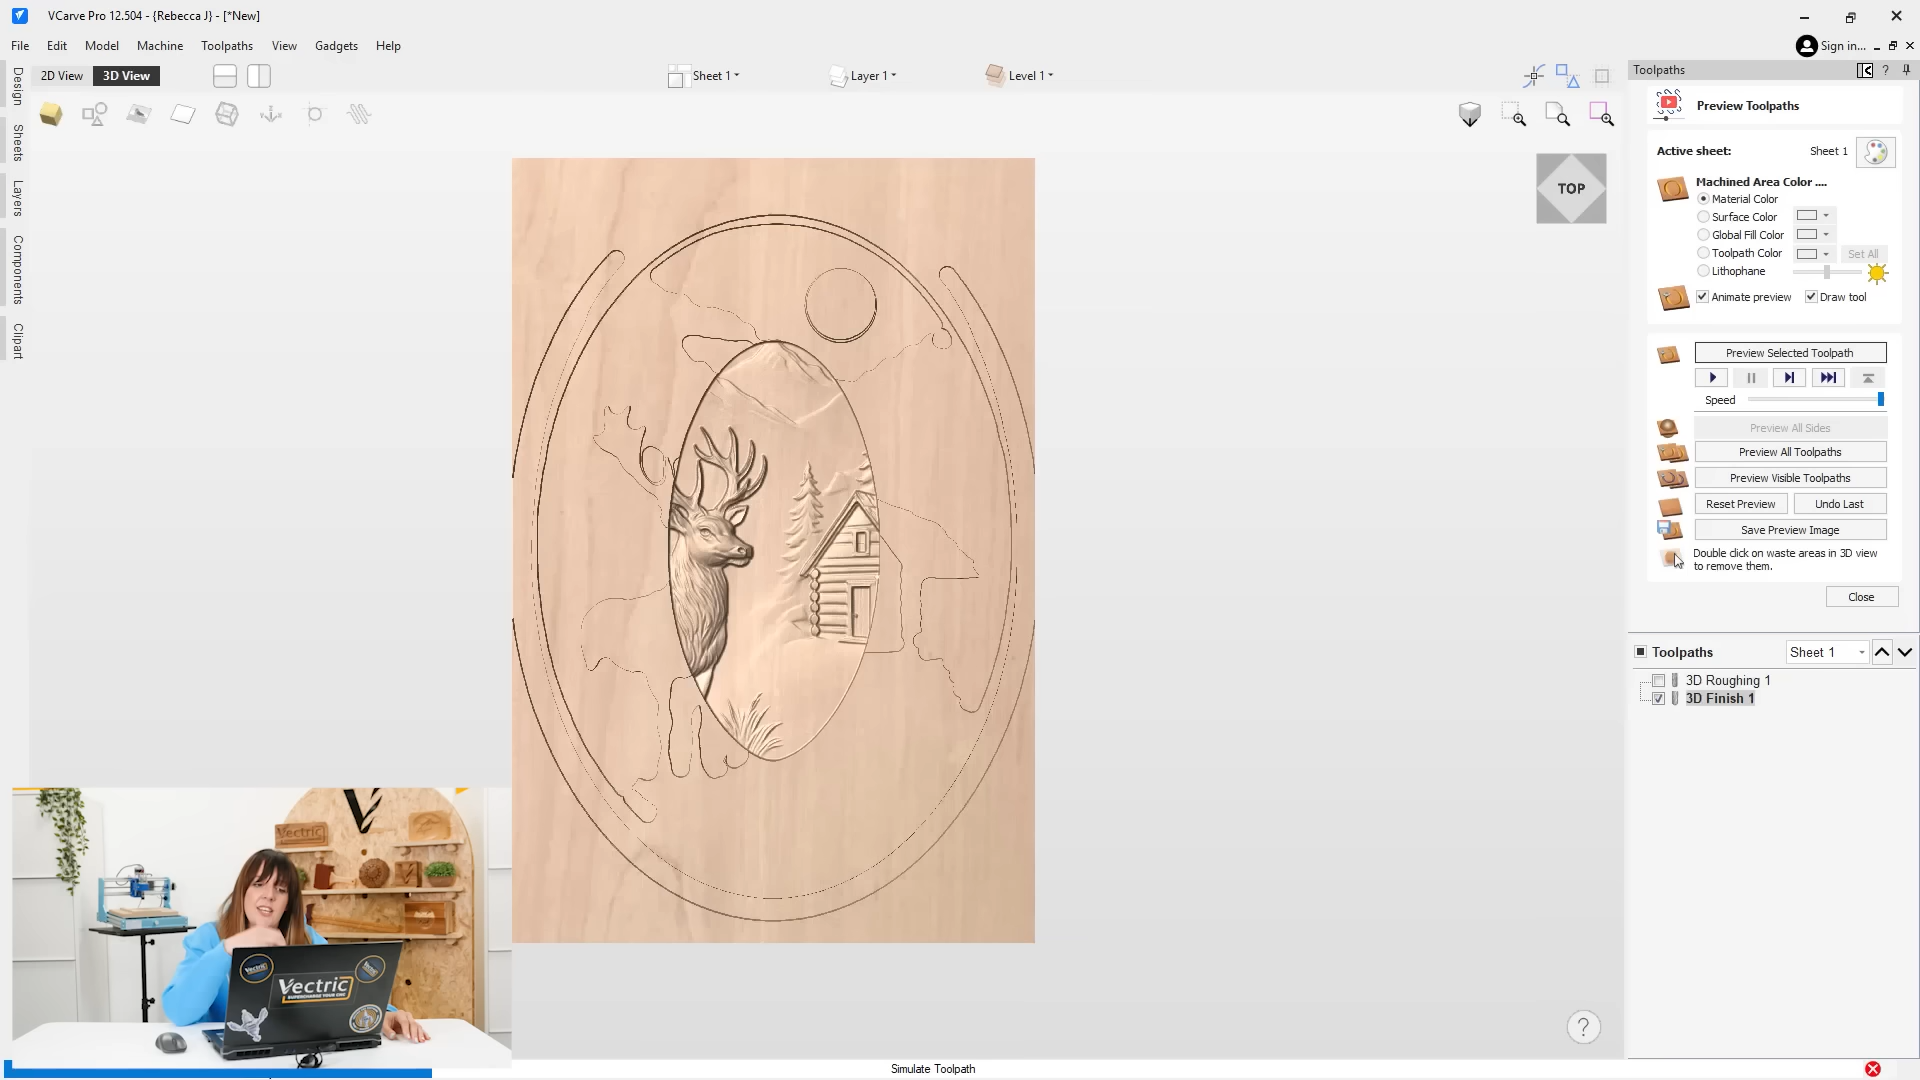 VCarve Pro 12.504 - {Rebecca J} - [*New]
File Edit Model Machine Toolpaths View Gadgets Help
Sign in...
2D View 3D View
Sheet 1
Layer 1
Level 1
Design
Sheets
Layers
Components
Clipart
TOP
Toolpaths
Preview Toolpaths
Active sheet: Sheet 1
Machined Area Color ....
Material Color
Surface Color
Global Fill Color
Toolpath Color Set All
Lithophane
Animate preview Draw tool
Preview Selected Toolpath
Speed
Preview All Sides
Preview All Toolpaths
Preview Visible Toolpaths
Reset Preview Undo Last
Save Preview Image
Double click on waste areas in 3D view
to remove them.
Close
Toolpaths Sheet 1
3D Roughing 1
3D Finish 1
Vectric
Vectric
Vectric
SUPERCHARGE YOUR CNC
Simulate Toolpath